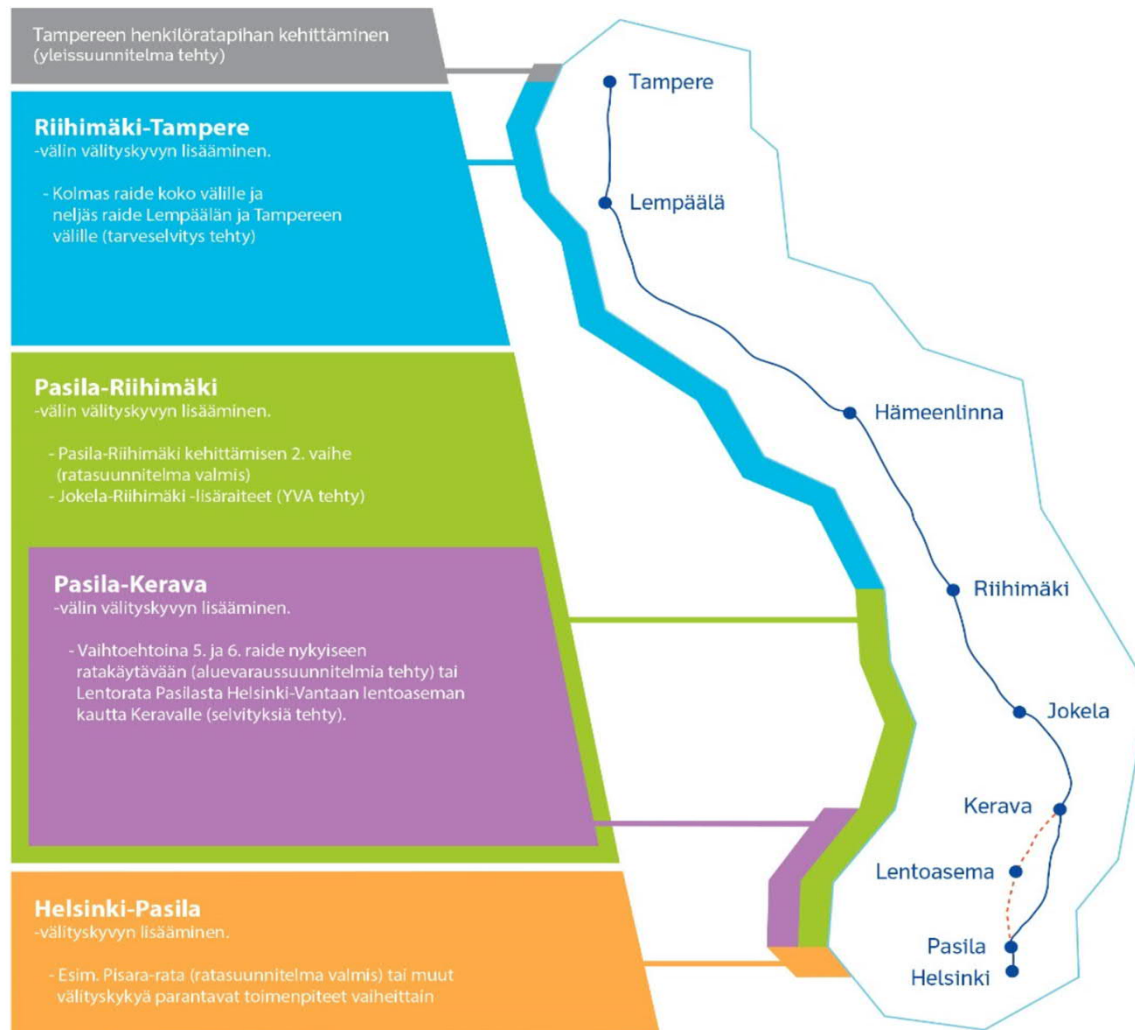 Tampereen henkilöratapihan kehittäminen
(yleissuunnitelma tehty)
Riihimäki-Tampere
-välin välityskyvyn lisääminen.
- Kolmas raide koko välille ja
neljäs raide Lempäälän ja Tampereen
välille (tarveselvitys tehty)
Pasila-Riihimäki
-välin välityskyvyn lisääminen.
- Pasila-Riihimäki kehittämisen 2. vaihe
(ratasuunnitelma valmis)
- Jokela-Riihimäki -lisäraiteet (YVA tehty)
Pasila-Kerava
-välin välityskyvyn lisääminen.
- Vaihtoehtoina 5. ja 6. raide nykyiseen
ratakäytävään (aluevaraussuunnitelmia tehty) tai
Lentorata Pasilasta Helsinki-Vantaan lentoaseman
kautta Keravalle (selvityksiä tehty).
Helsinki-Pasila
-välityskyvyn lisääminen.
- Esim. Pisara-rata (ratasuunnitelma valmis) tai muut
välityskykyä parantavat toimenpiteet vaiheittain
Tampere
Lempäälä
Hämeenlinna
Riihimäki
Jokela
Kerava
Lentoasema
Pasila
Helsinki